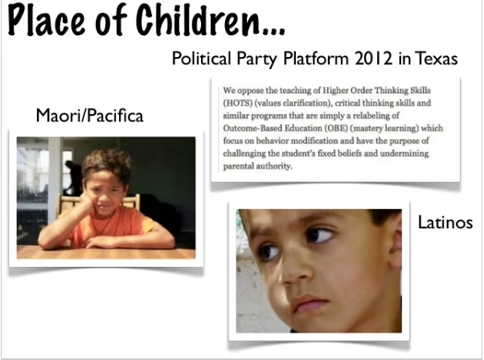 Place of Children...
Political Party Platform 2012 in Texas
We oppose the teaching of Higher Order Thinking Skills
(HOTS) (values clarification), critical thinking skills and
similar programs that are simply a relabeling of
Outcome-Based Education (OBE) (mastery learning) which
focus on behavior modification and have the purpose of
challenging the student's fixed beliefs and undermining
parental authority.
Maori/Pacifica
Latinos